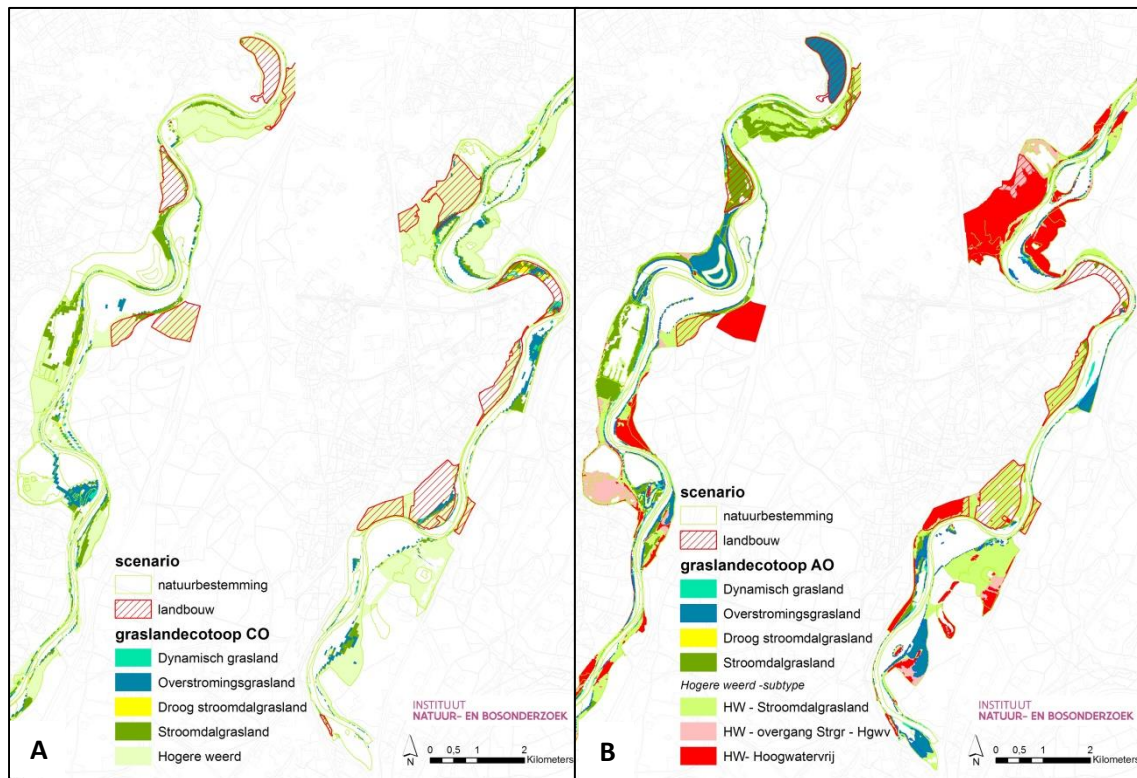 scenario
natuurbestemming
landbouw
graslandecotoop CO
Dynamisch grasland
Overstromingsgrasland
Droog stroomdalgrasland
Stroomdalgrasland
Hogere weerd
A
INSTITUUT
NATUUR- EN BOSONDERZOEK
N
0 0,5 1 2
Kilometers
scenario
natuurbestemming
landbouw
graslandecotoop AO
Dynamisch grasland
Overstromingsgrasland
Droog stroomdalgrasland
Stroomdalgrasland
Hogere weerd -subtype
HW - Stroomdalgrasland
HW - overgang Strgr - Hgwv
HW- Hoogwatervrij
B
INSTITUUT
NATUUR- EN BOSONDERZOEK
N
0 0,5 1 2
Kilometers